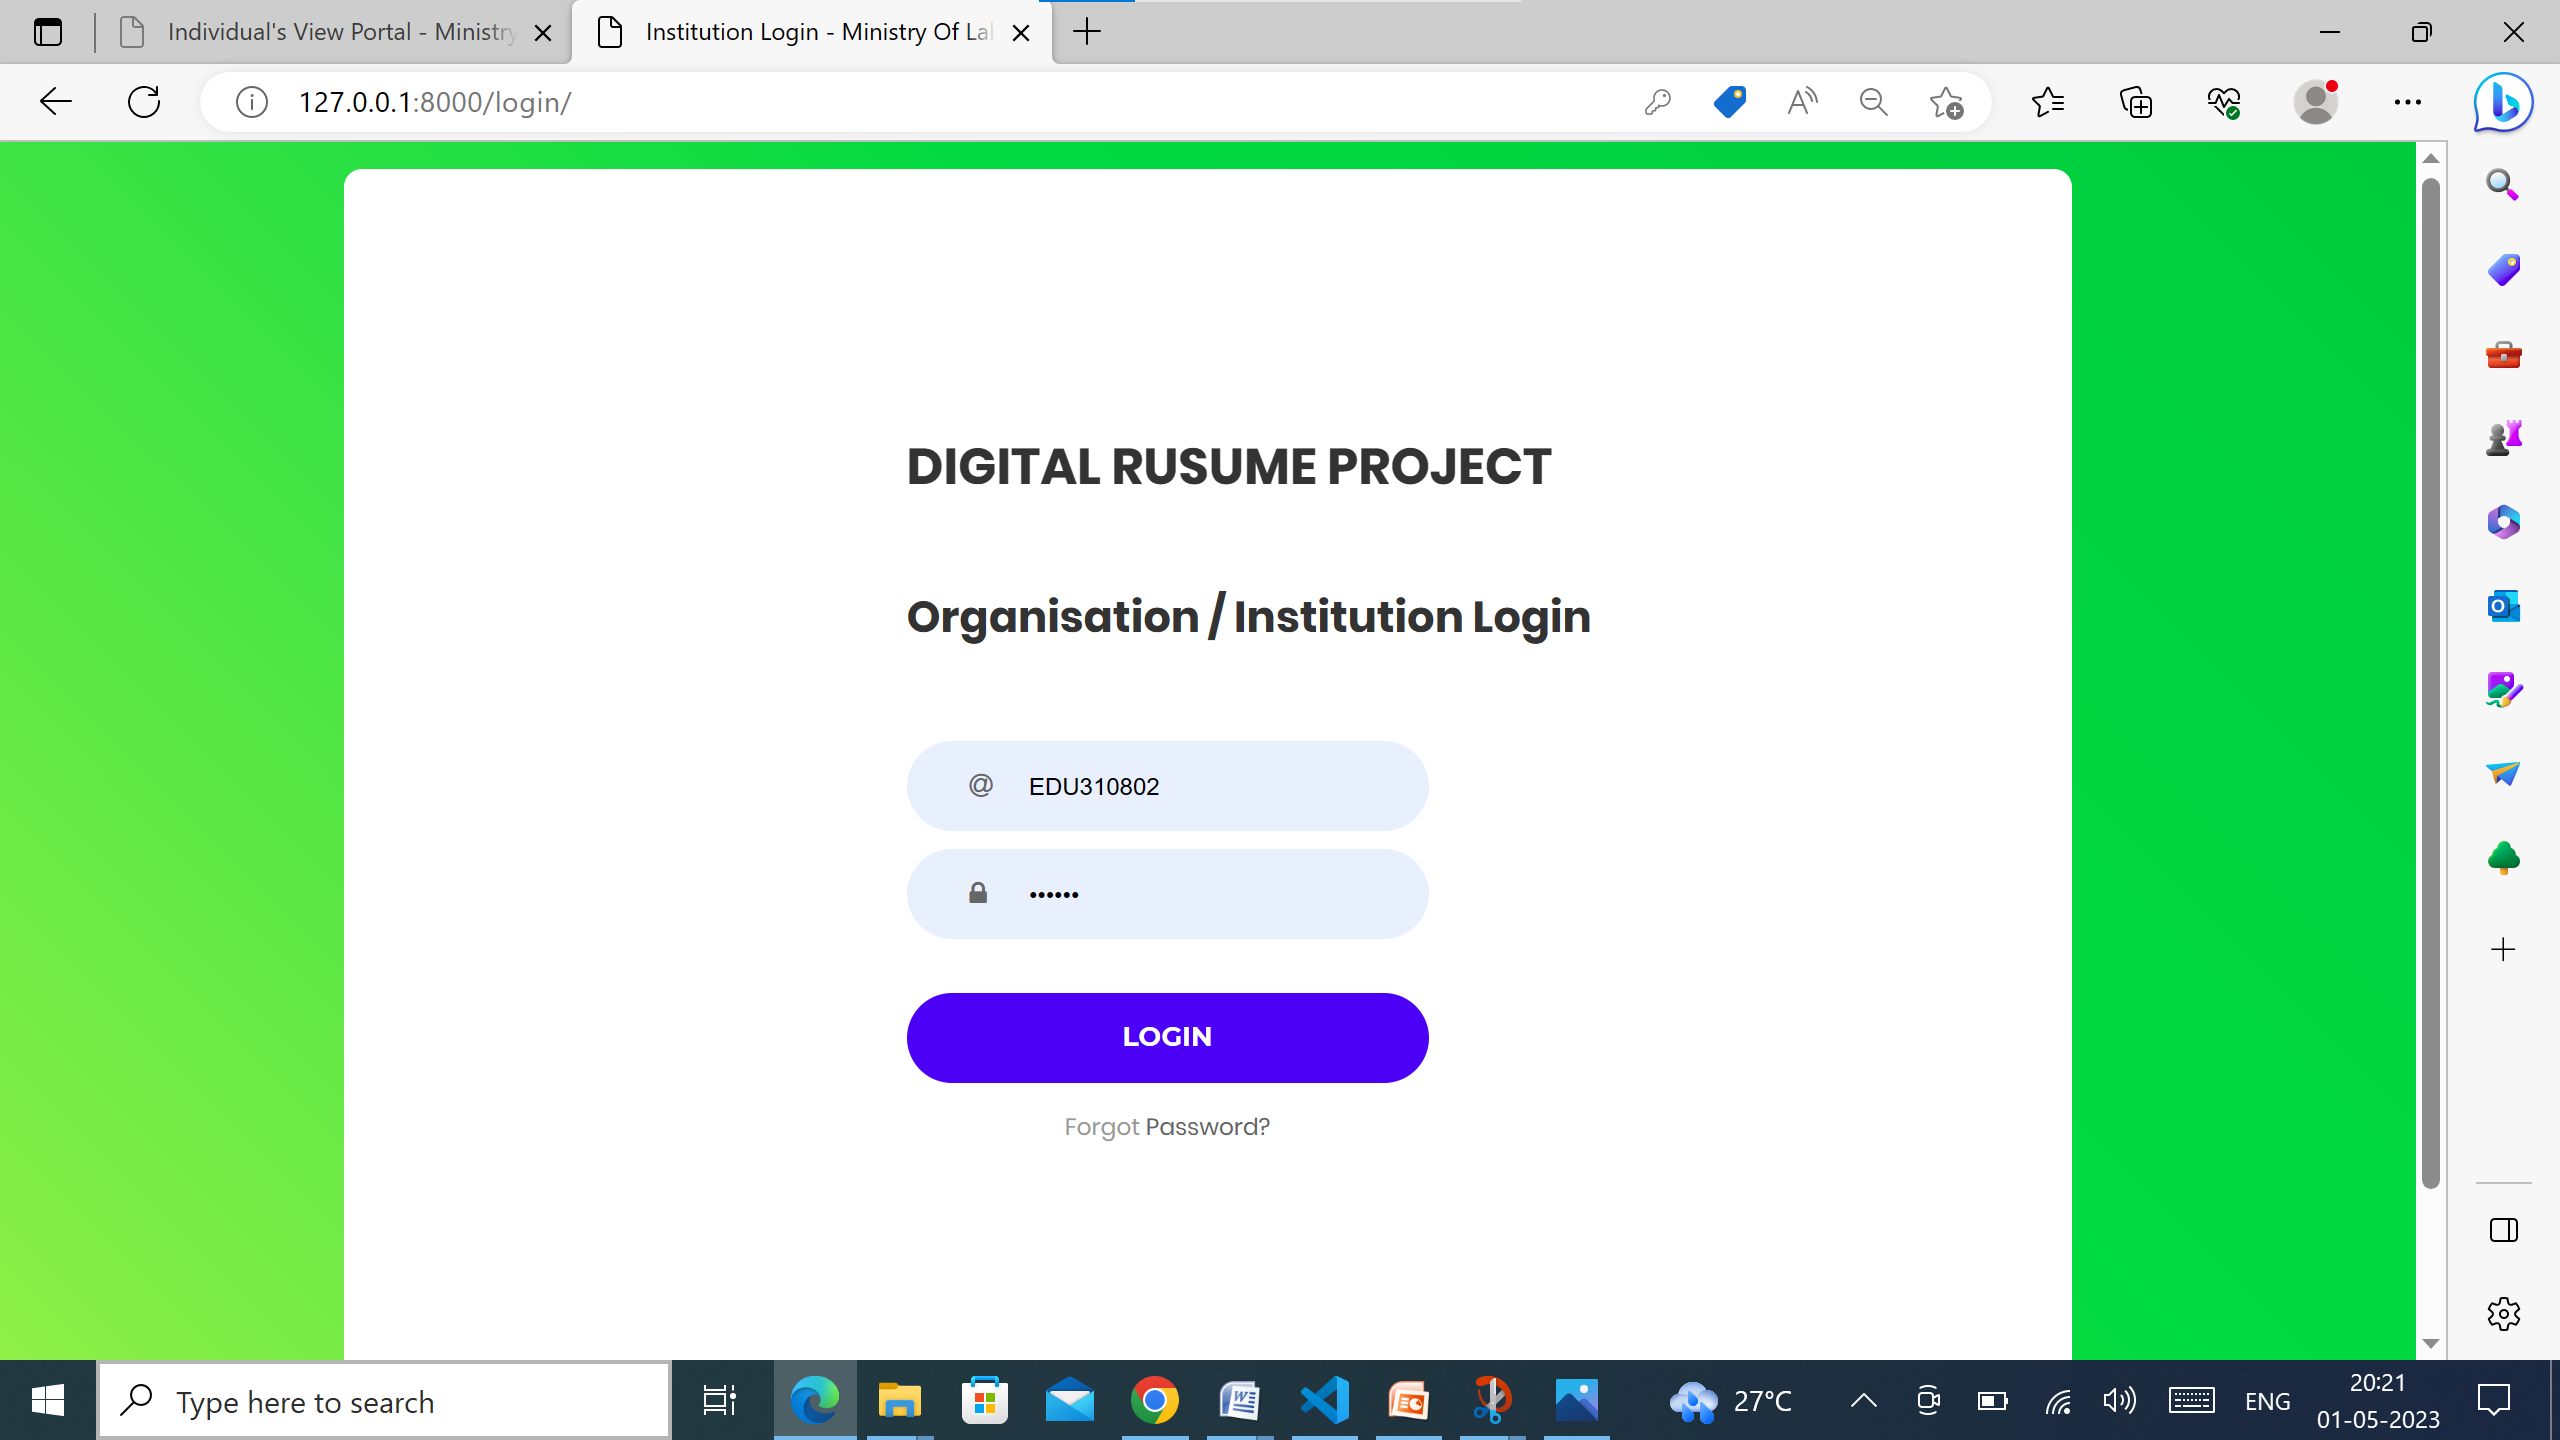 Individual's View Portal - Ministry
Institution Login - Ministry Of Lal
127.0.0.1:8000/login/
DIGITAL RUSUME PROJECT
Organisation / Institution Login
@ EDU310802
••••••
LOGIN
Forgot Password?
Type here to search
27°C
ENG
20:21
01-05-2023